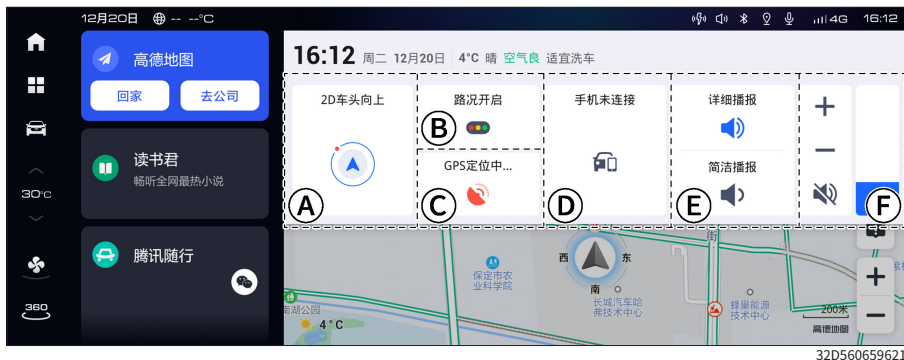 12月20日 -- --°C 4G 16:12
高德地图
回家 去公司
读书君
畅听全网最热小说
腾讯随行
30°C
360
16:12 周二 12月20日 4°C 晴 空气良 适宜洗车
2D车头向上
A
路况开启
B
GPS定位中...
C
手机未连接
D
详细播报
简洁播报
E
+
−
F
街
西 东
南
保定市农
业科学院
长城汽车哈
弗技术中心
蜂巢能源
技术中心
南湖公园
4°C
200米
高德地图
+
−
32D560659621